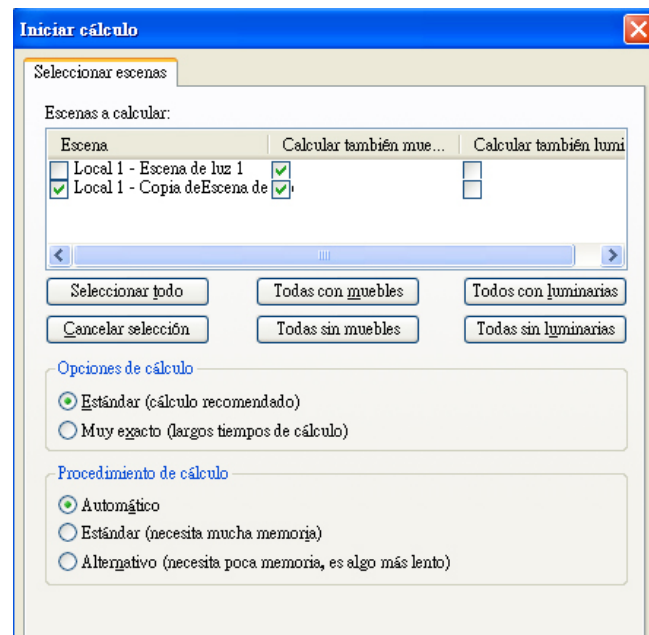 Iniciar cálculo
Seleccionar escenas
Escenas a calcular:
Escena Calcular también mue... Calcular también lumi
Local 1 - Escena de luz 1
Local 1 - Copia deEscena de
Seleccionar todo Todas con muebles Todos con luminarias
Cancelar selección Todas sin muebles Todas sin luminarias
Opciones de cálculo
Estándar (cálculo recomendado)
Muy exacto (largos tiempos de cálculo)
Procedimiento de cálculo
Automático
Estándar (necesita mucha memoria)
Alternativo (necesita poca memoria, es algo más lento)